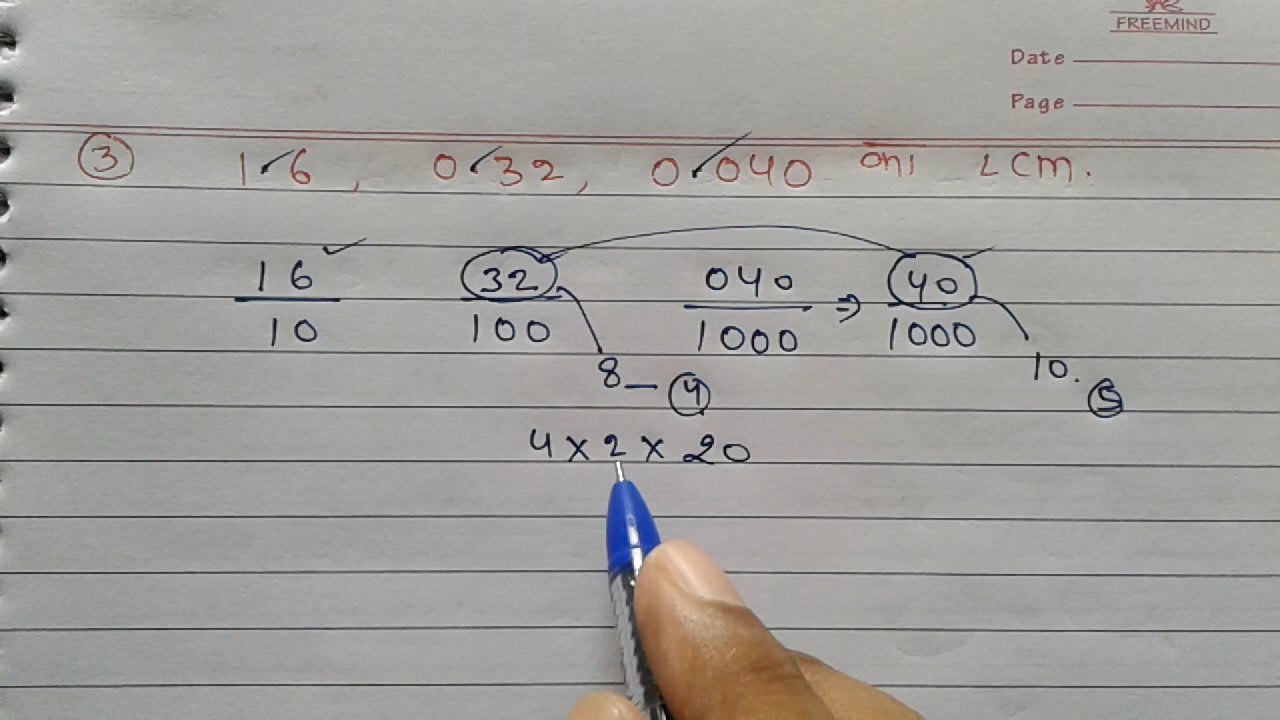 FREEMIND
Date
Page
③ 1.6, 0.32, 0.040 ಈ LCM.
16 32 040 ⇒ 40
10 100 1000 1000
8 — ④ 10. ⑤
4 × 2 × 20